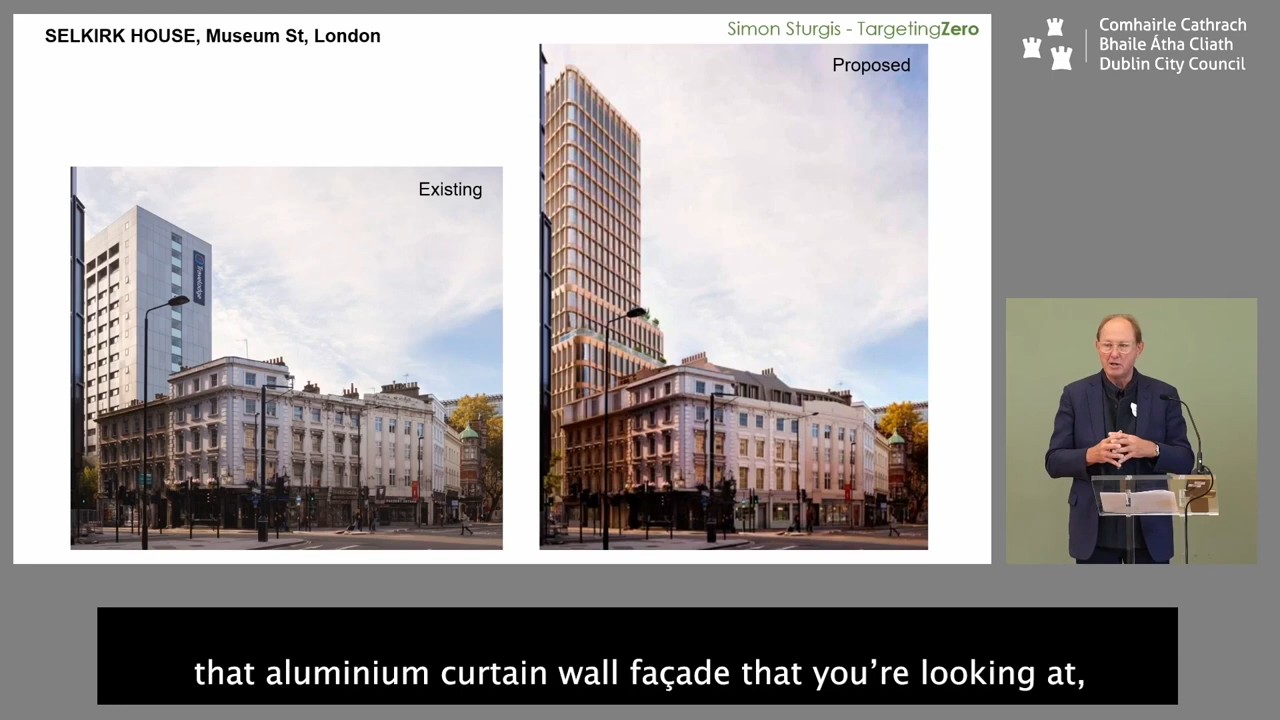 SELKIRK HOUSE, Museum St, London
Simon Sturgis - TargetingZero
Existing
Travelodge
Proposed
Comhairle Cathrach
Bhaile Átha Cliath
Dublin City Council
that aluminium curtain wall façade that you’re looking at,